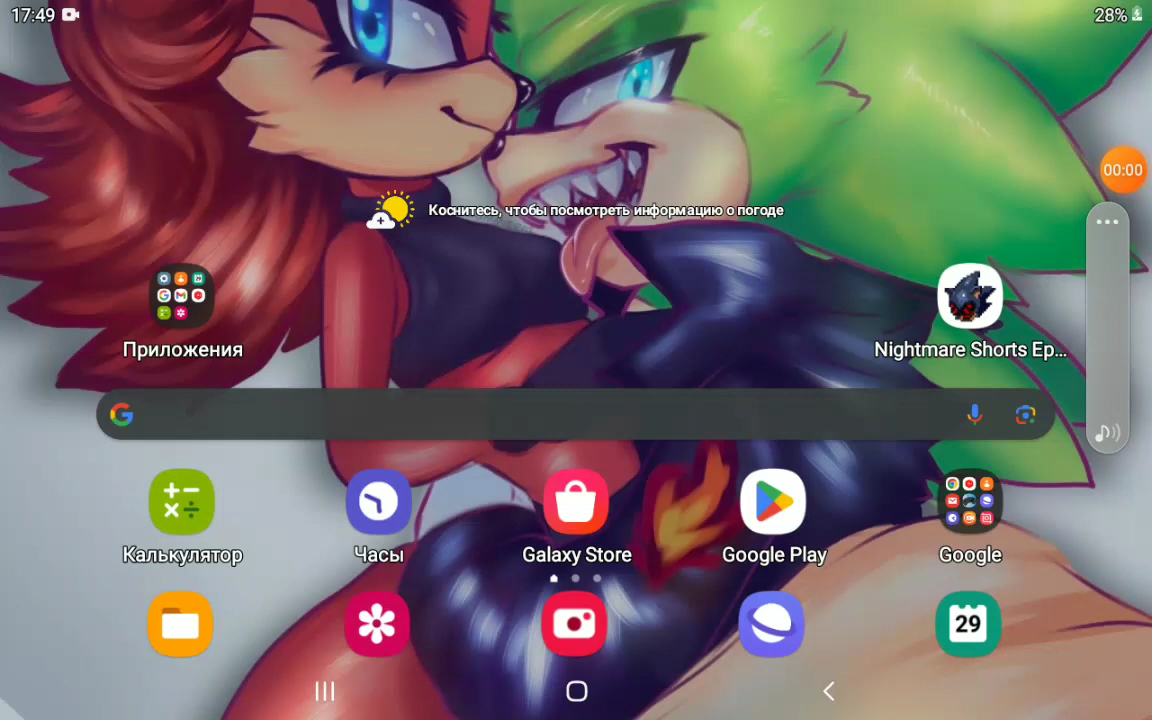 17:49
28%
00:00
Коснитесь, чтобы посмотреть информацию о погоде
Приложения
Nightmare Shorts Ep...
Калькулятор
Часы
Galaxy Store
Google Play
Google
29